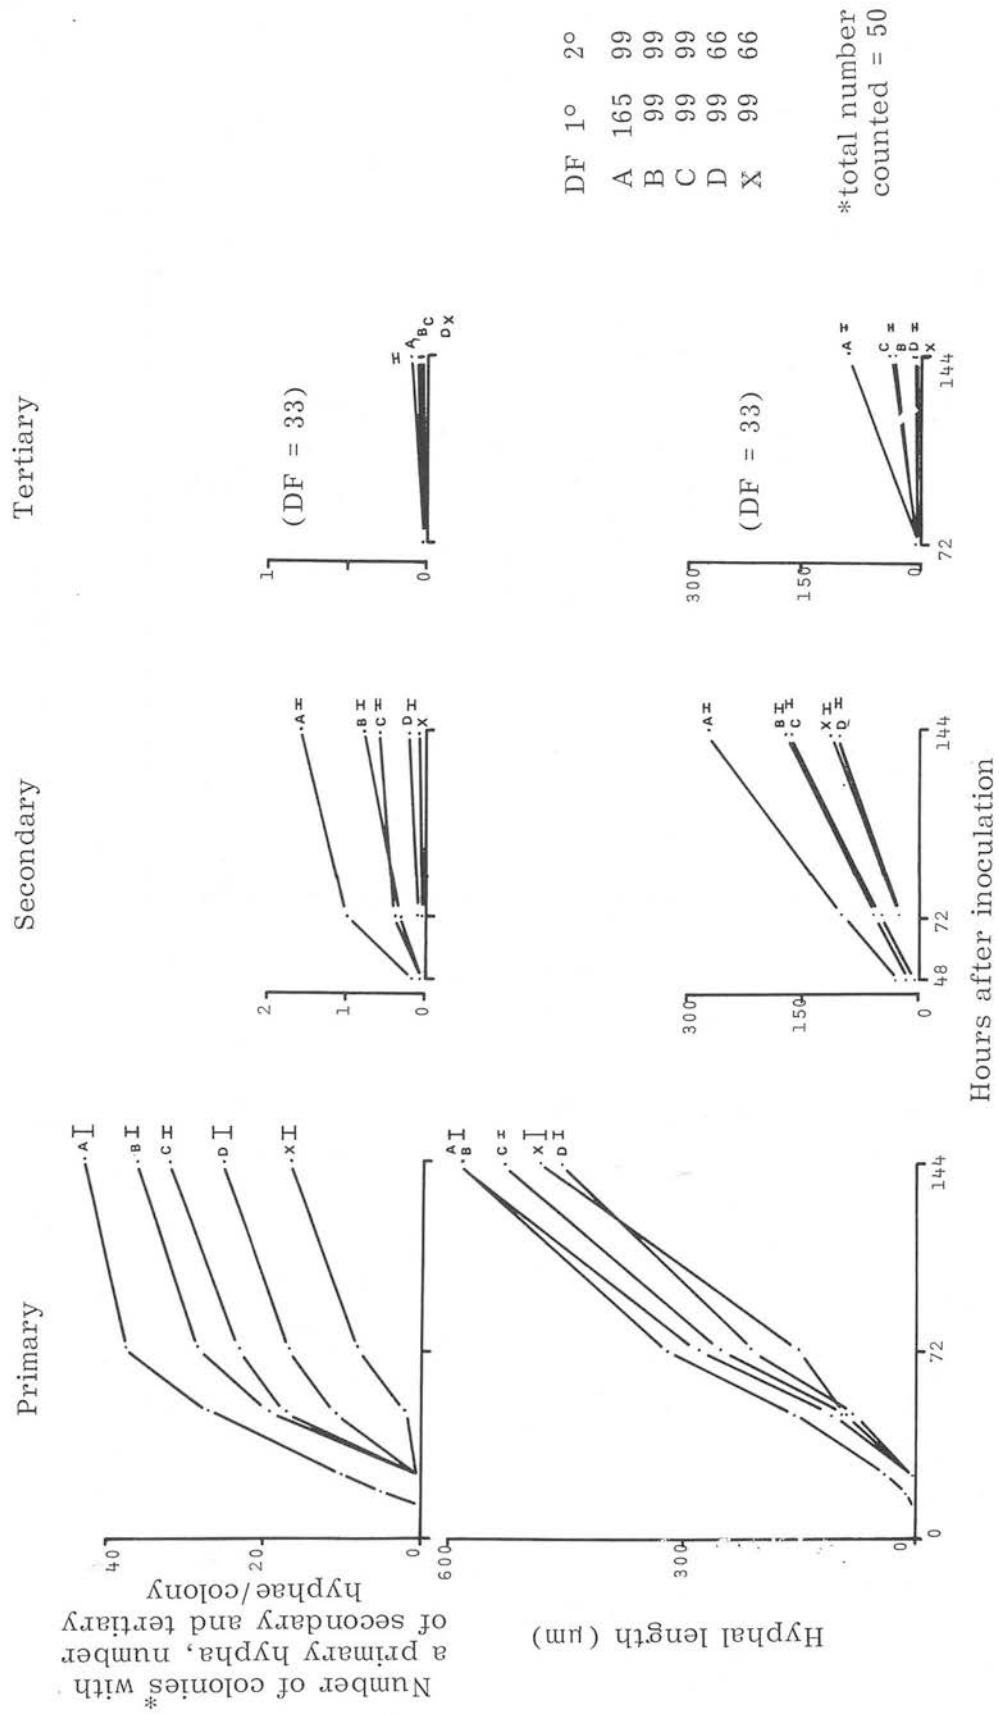 Primary
Secondary
Tertiary
Number of colonies* with
a primary hypha, number
of secondary and tertiary
hyphae/colony
40
20
0
A
B
C
D
X
2
1
0
A
B
C
D
X
1
0
(DF = 33)
A
B
C
D X
Hyphal length (μm)
600
300
0
A
B
C
X
D
0
72
144
300
150
0
A
B
C
X
D
48
72
144
300
150
0
(DF = 33)
A
C
B
D
X
72
144
Hours after inoculation
DF 1° 2°
A 165 99
B 99 99
C 99 99
D 99 66
X 99 66
*total number
counted = 50